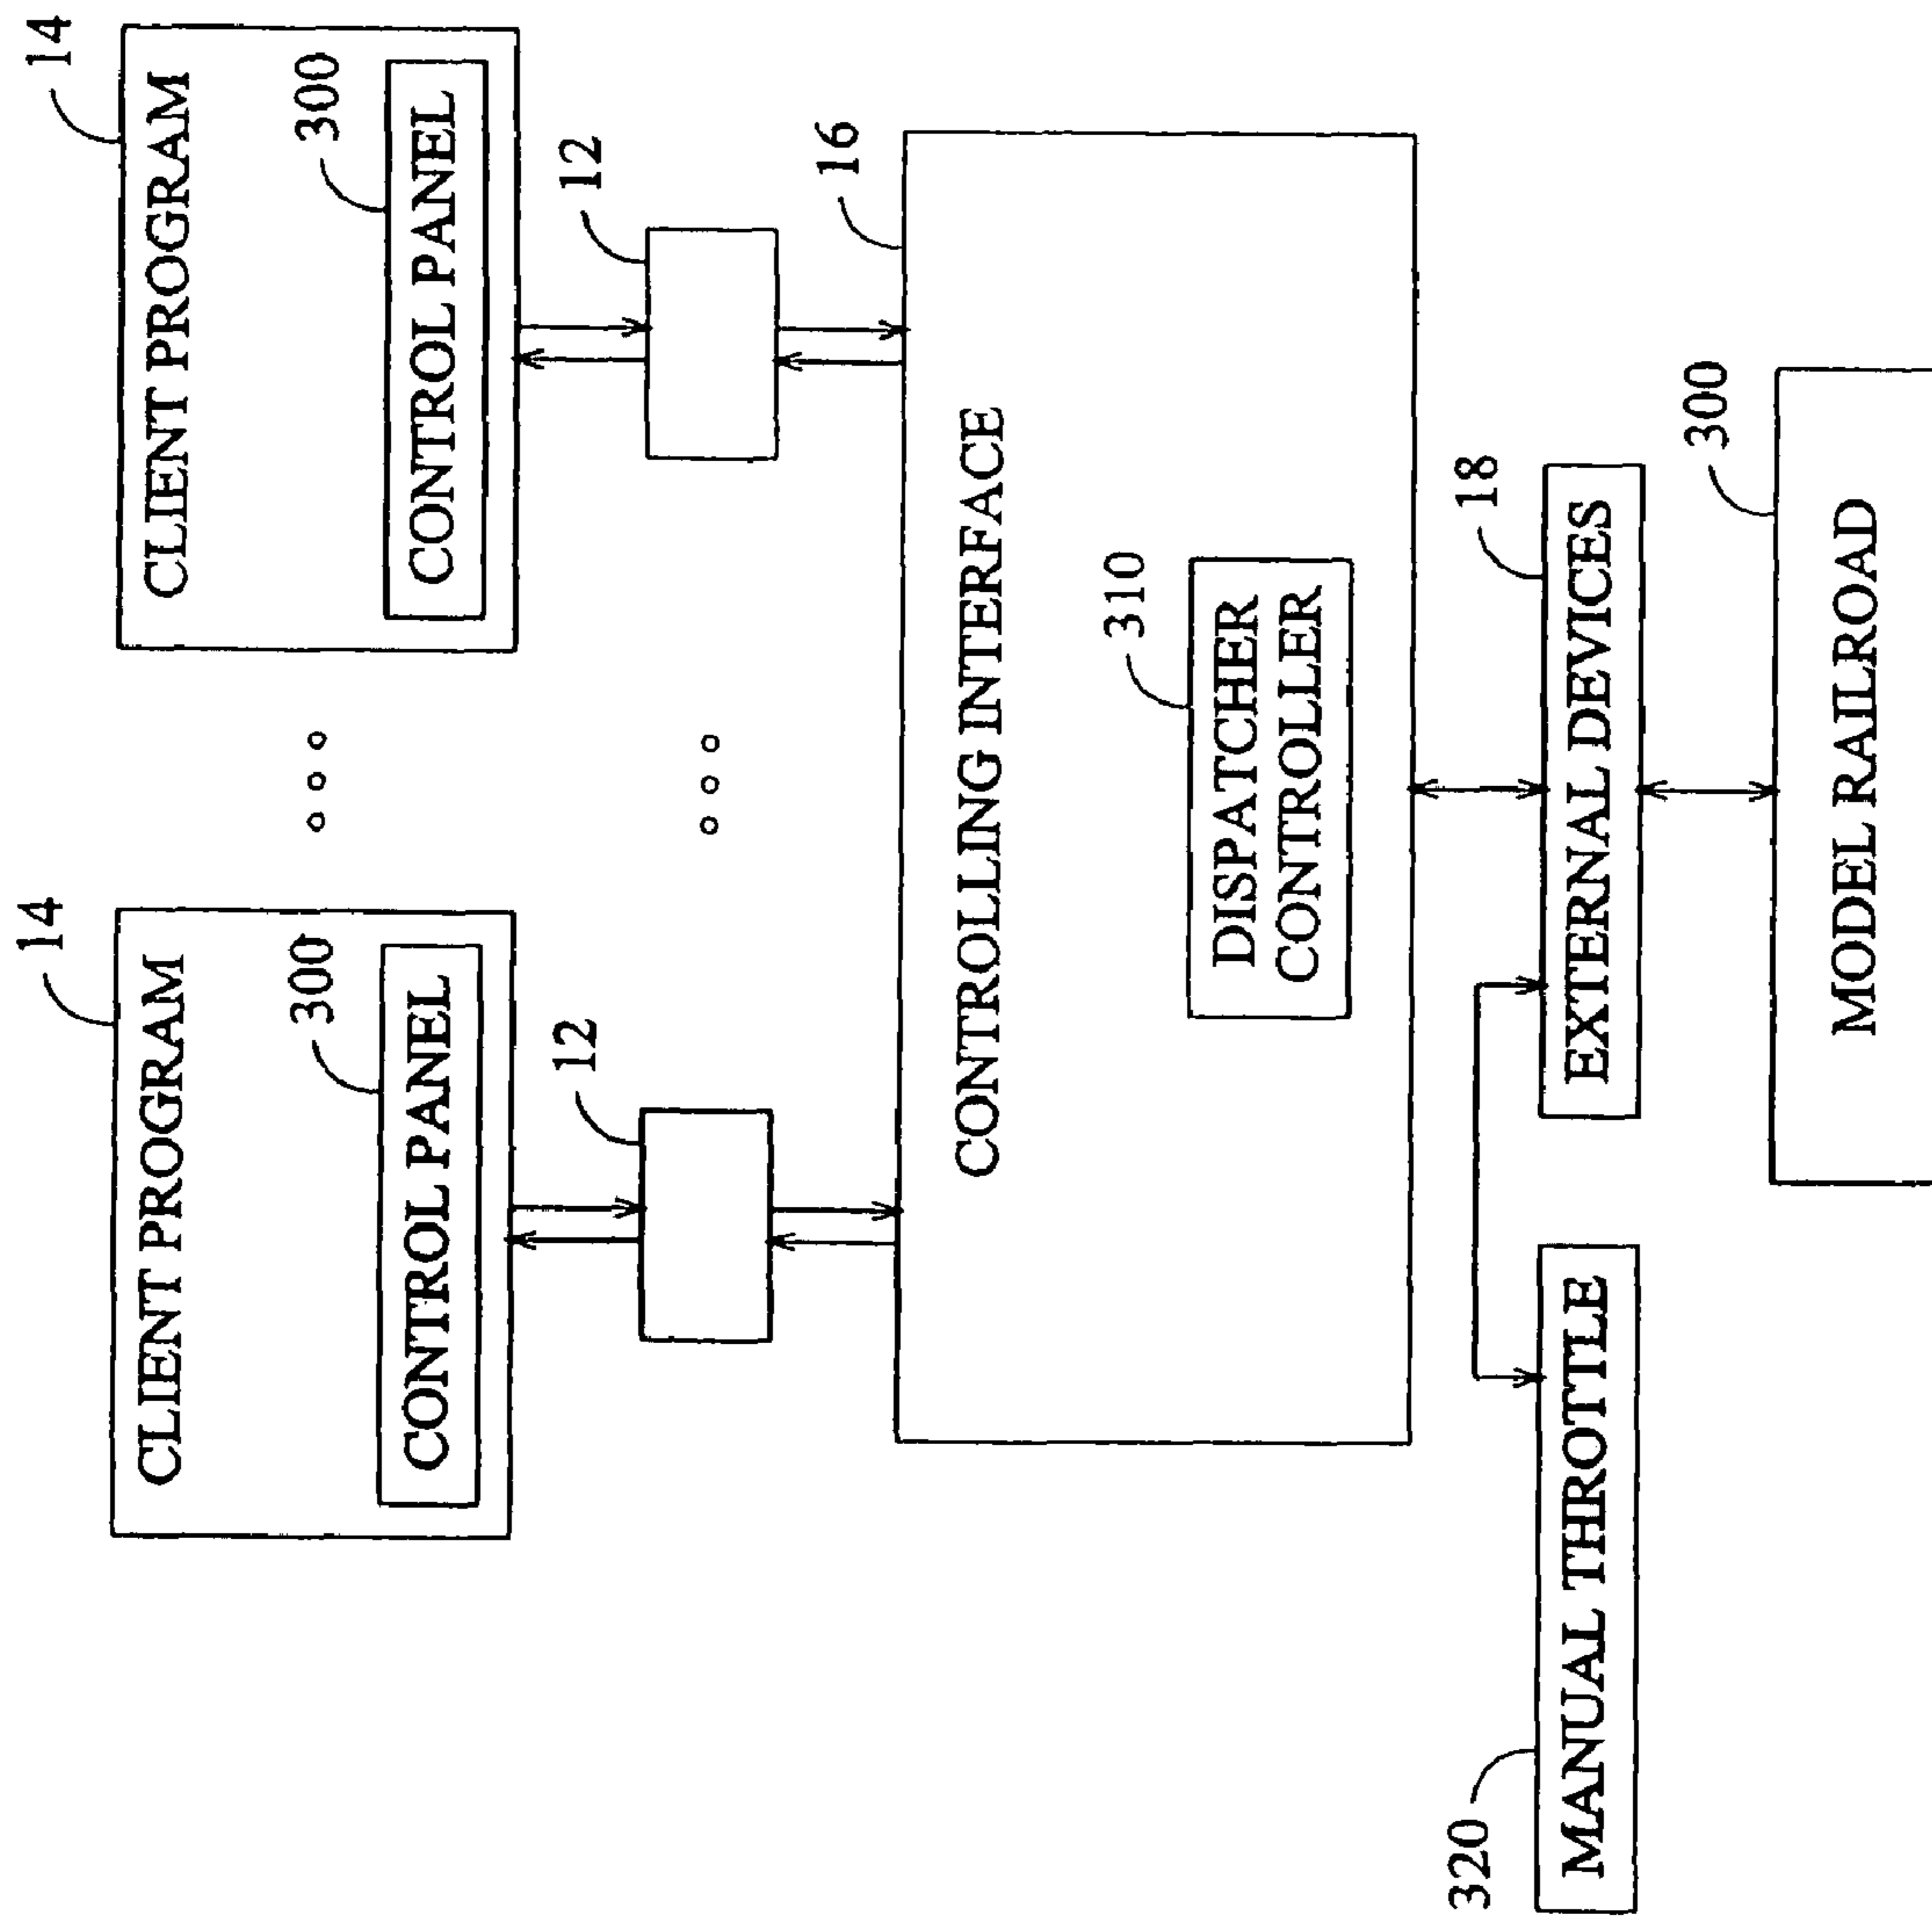 14
CLIENT PROGRAM
300
CONTROL PANEL
12
14
CLIENT PROGRAM
300
CONTROL PANEL
12
16
CONTROLLING INTERFACE
310
DISPATCHER
CONTROLLER
320
MANUAL THROTTLE
18
EXTERNAL DEVICES
300
MODEL RAILROAD